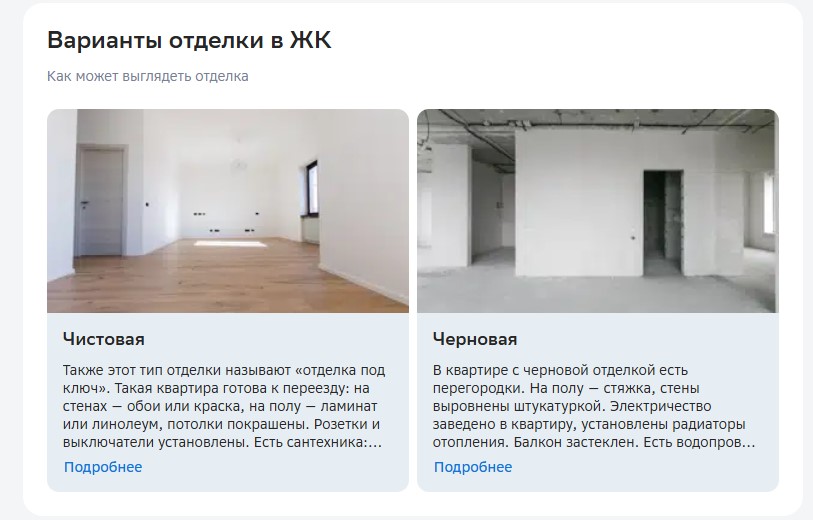 Варианты отделки в ЖК
Как может выглядеть отделка
Чистовая
Также этот тип отделки называют «отделка под
ключ». Такая квартира готова к переезду: на
стенах — обои или краска, на полу — ламинат
или линолеум, потолки покрашены. Розетки и
выключатели установлены. Есть сантехника:...
Подробнее
Черновая
В квартире с черновой отделкой есть
перегородки. На полу — стяжка, стены
выровнены штукатуркой. Электричество
заведено в квартиру, установлены радиаторы
отопления. Балкон застеклен. Есть водопров...
Подробнее